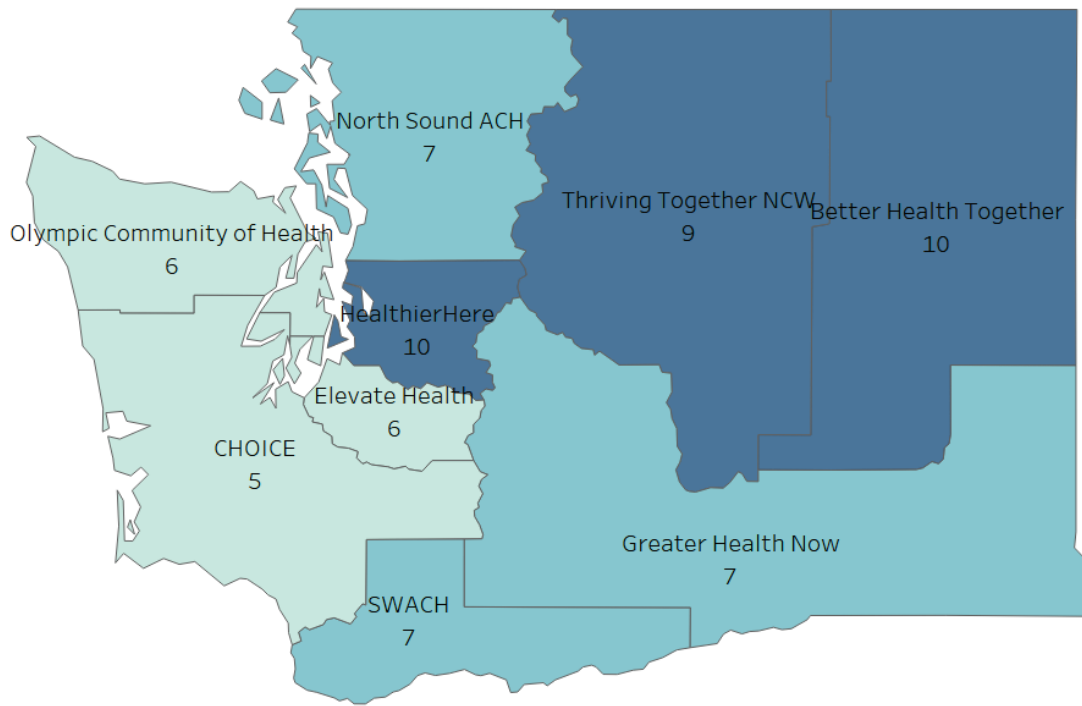 North Sound ACH
7
Thriving Together NCW
9
Better Health Together
10
Olympic Community of Health
6
HealthierHere
10
Elevate Health
6
CHOICE
5
Greater Health Now
7
SWACH
7